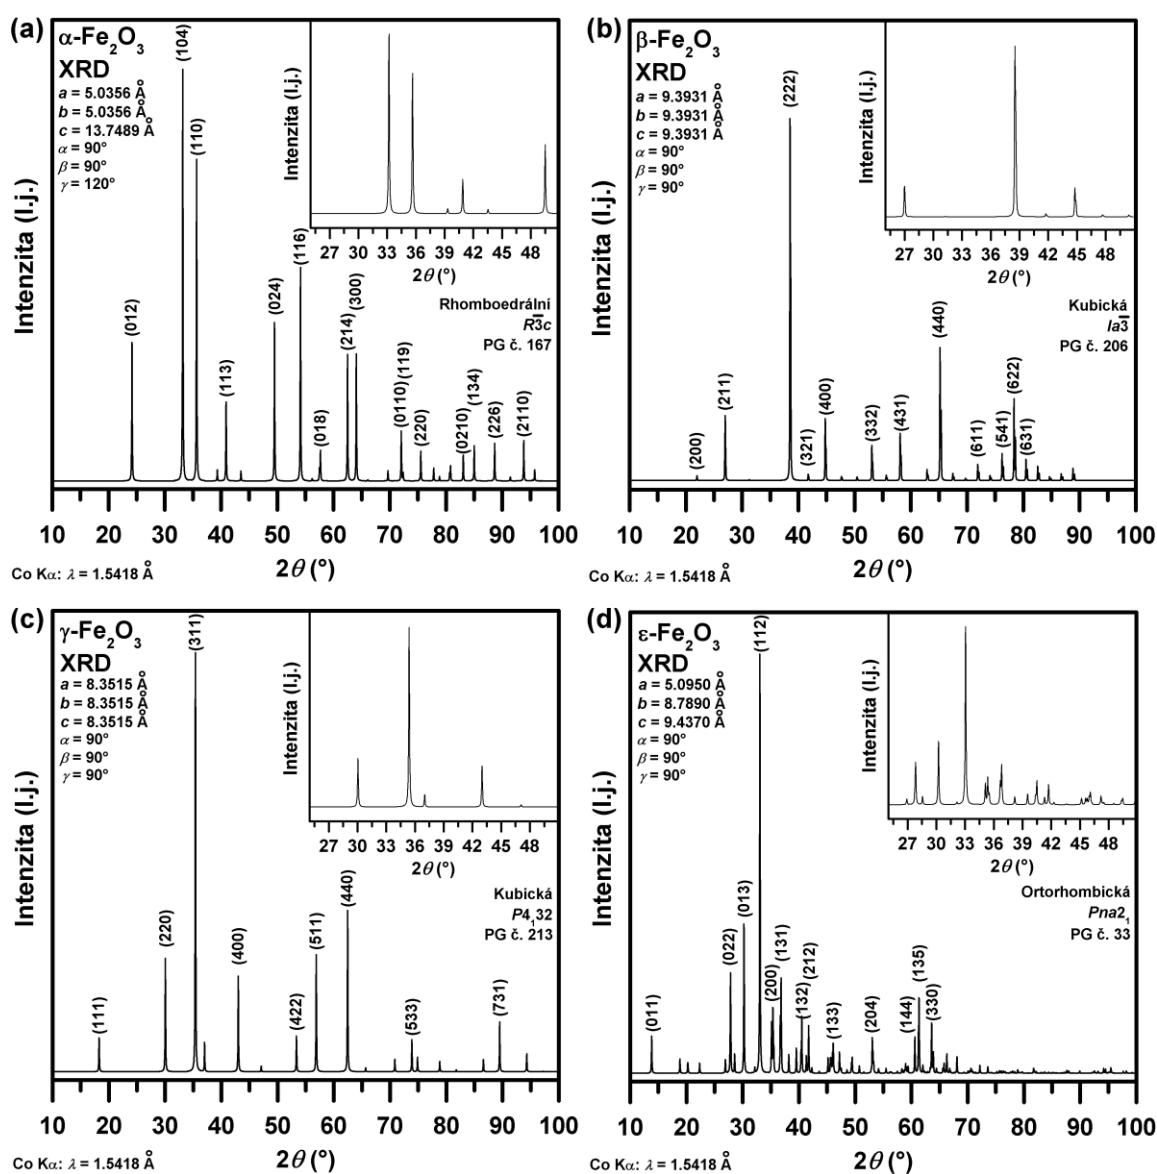 (a)
α-Fe₂O₃
XRD
a = 5.0356 Å
b = 5.0356 Å
c = 13.7489 Å
α = 90°
β = 90°
γ = 120°
Intenzita (l.j.)
(012)
(104)
(110)
(113)
(024)
(116)
(018)
(214)
(300)
(0110)
(119)
(220)
(0210)
(134)
(226)
(2110)
Intenzita (l.j.)
27 30 33 36 39 42 45 48
2θ (°)
Rhomboedrální
R3̅c
PG č. 167
10 20 30 40 50 60 70 80 90 100
2θ (°)
Co Kα: λ = 1.5418 Å
(b)
β-Fe₂O₃
XRD
a = 9.3931 Å
b = 9.3931 Å
c = 9.3931 Å
α = 90°
β = 90°
γ = 90°
Intenzita (l.j.)
(200)
(211)
(222)
(321)
(400)
(332)
(431)
(440)
(611)
(541)
(622)
(631)
Intenzita (l.j.)
27 30 33 36 39 42 45 48
2θ (°)
Kubická
Ia3̅
PG č. 206
10 20 30 40 50 60 70 80 90 100
2θ (°)
Co Kα: λ = 1.5418 Å
(c)
γ-Fe₂O₃
XRD
a = 8.3515 Å
b = 8.3515 Å
c = 8.3515 Å
α = 90°
β = 90°
γ = 90°
Intenzita (l.j.)
(111)
(220)
(311)
(400)
(422)
(511)
(440)
(533)
(731)
Intenzita (l.j.)
27 30 33 36 39 42 45 48
2θ (°)
Kubická
P4₁32
PG č. 213
10 20 30 40 50 60 70 80 90 100
2θ (°)
Co Kα: λ = 1.5418 Å
(d)
ε-Fe₂O₃
XRD
a = 5.0950 Å
b = 8.7890 Å
c = 9.4370 Å
α = 90°
β = 90°
γ = 90°
Intenzita (l.j.)
(011)
(022)
(013)
(112)
(200)
(131)
(132)
(212)
(133)
(204)
(144)
(135)
(330)
Intenzita (l.j.)
27 30 33 36 39 42 45 48
2θ (°)
Ortorhombická
Pna2₁
PG č. 33
10 20 30 40 50 60 70 80 90 100
2θ (°)
Co Kα: λ = 1.5418 Å